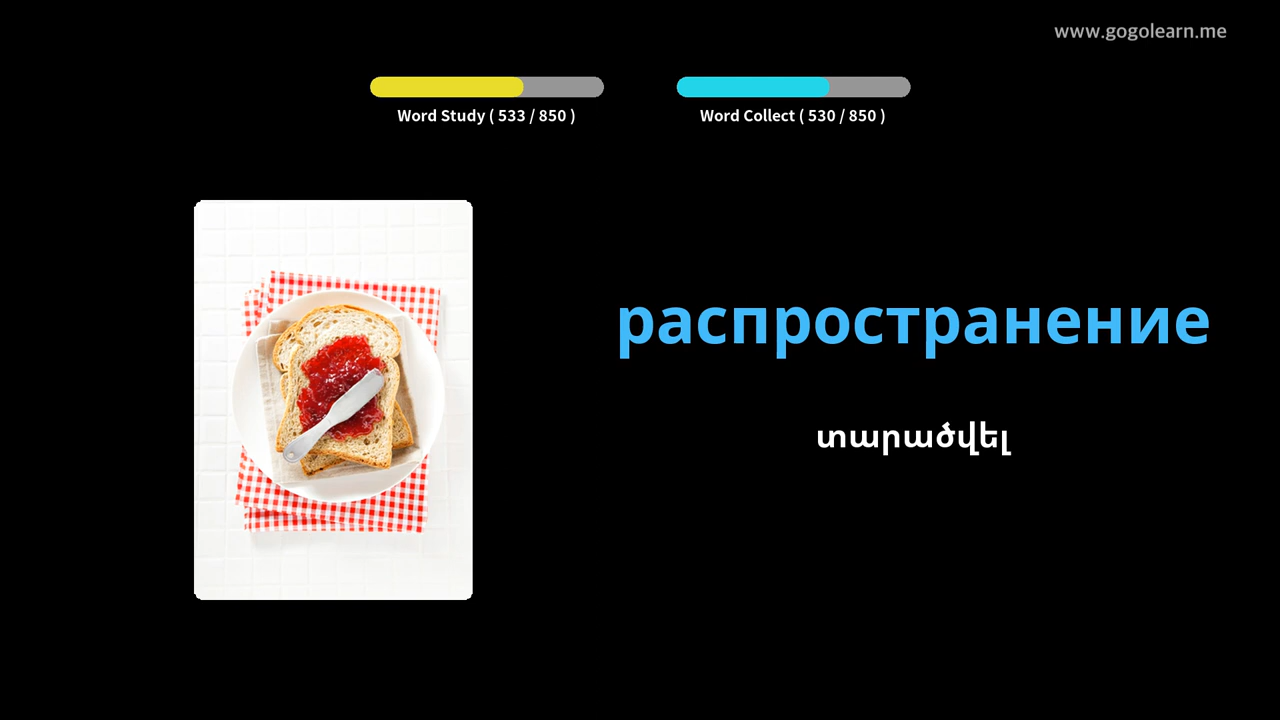 www.gogolearn.me
Word Study ( 533 / 850 )
Word Collect ( 530 / 850 )
распространение
տարածվել